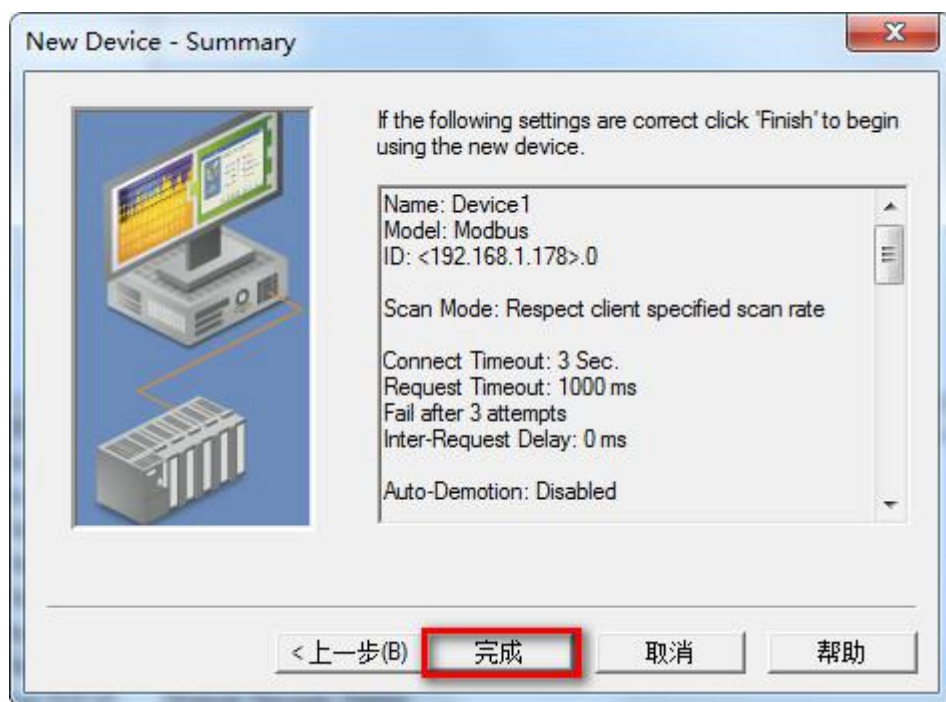 New Device - Summary
If the following settings are correct click 'Finish' to begin
using the new device.
Name: Device1
Model: Modbus
ID: <192.168.1.178>.0
Scan Mode: Respect client specified scan rate
Connect Timeout: 3 Sec.
Request Timeout: 1000 ms
Fail after 3 attempts
Inter-Request Delay: 0 ms
Auto-Demotion: Disabled
<上一步(B) 完成 取消 帮助